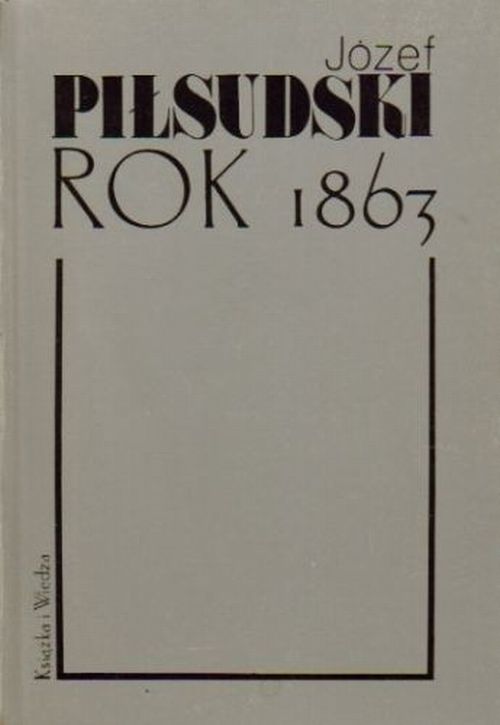 Józef
PIŁSUDSKI
ROK 1863
Książka i Wiedza